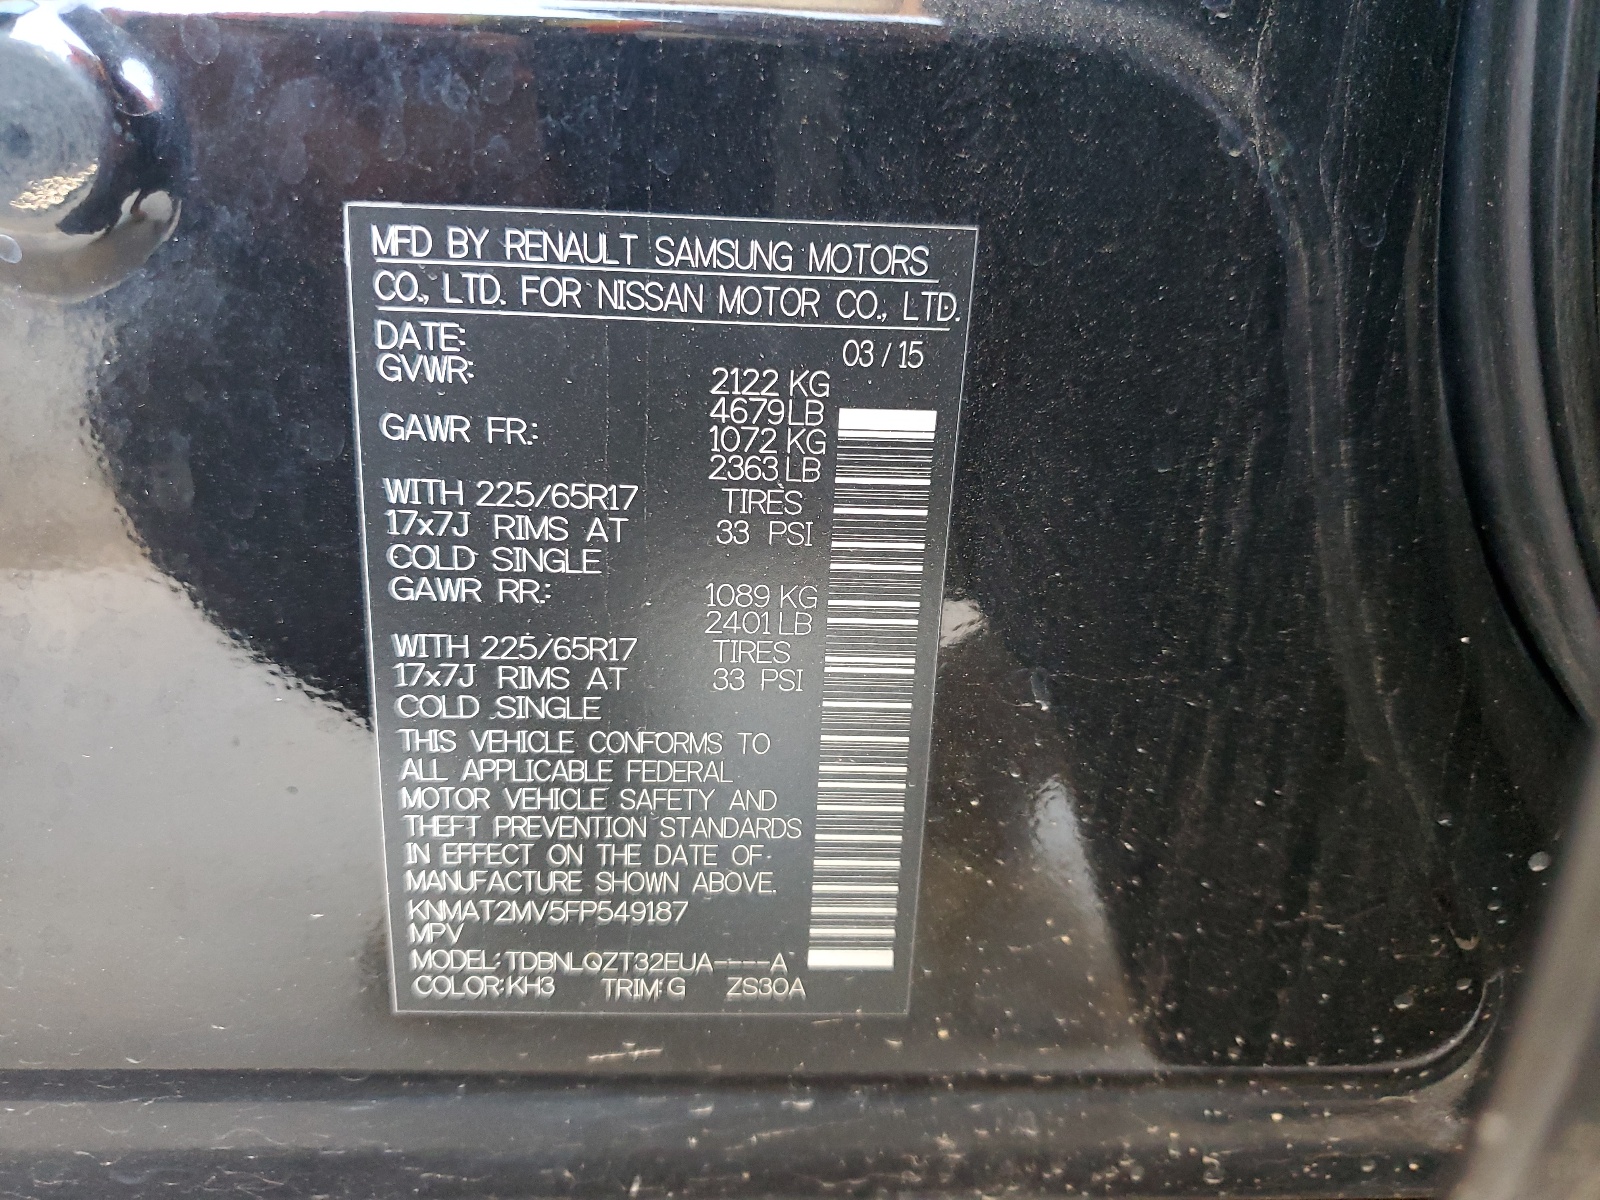 MFD BY RENAULT SAMSUNG MOTORS
CO., LTD. FOR NISSAN MOTOR CO., LTD.
DATE: 03 / 15
GVWR: 2122 KG
4679 LB
GAWR FR: 1072 KG
2363 LB
WITH 225/65R17 TIRES
17x7J RIMS AT 33 PSI
COLD SINGLE
GAWR RR: 1089 KG
2401 LB
WITH 225/65R17 TIRES
17x7J RIMS AT 33 PSI
COLD SINGLE
THIS VEHICLE CONFORMS TO
ALL APPLICABLE FEDERAL
MOTOR VEHICLE SAFETY AND
THEFT PREVENTION STANDARDS
IN EFFECT ON THE DATE OF
MANUFACTURE SHOWN ABOVE.
KNMAT2MV5FP549187
MPV
MODEL: TDBNLQZT32EUA----A
COLOR: KH3 TRIM: G ZS30A